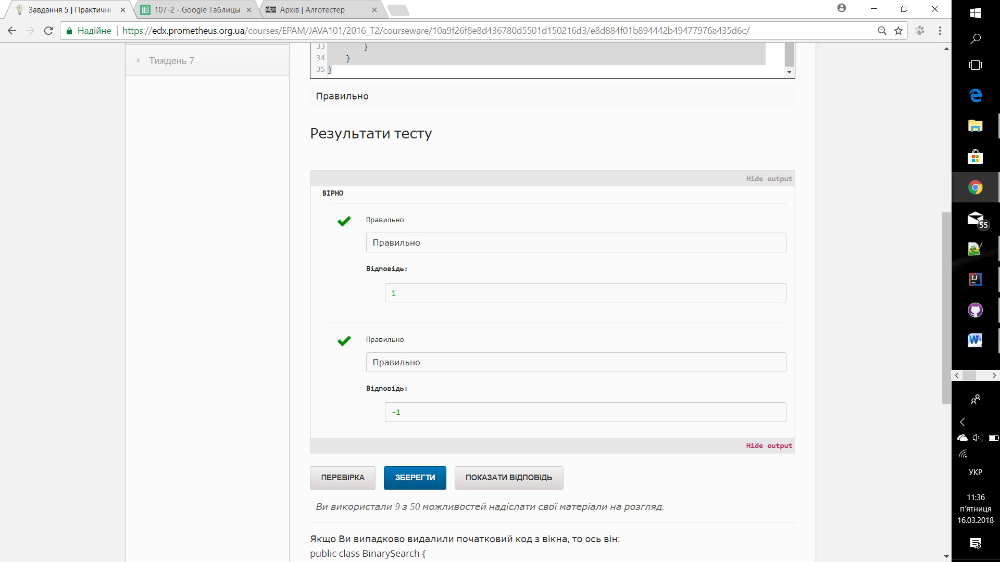 Завдання 5 | Практичні
107-2 - Google Таблицы
algo Архів | Алготестер
Надійне
https://edx.prometheus.org.ua/courses/EPAM/JAVA101/2016_T2/courseware/10a9f26f8e8d436780d5501d150216d3/e8d884f01b894442b49477976a435d6c/
Тиждень 7
33 }
34 }
35 }
Правильно
Результати тесту
Hide output
ВІРНО
Правильно
Правильно
Відповідь:
1
Правильно
Правильно
Відповідь:
-1
Hide output
ПЕРЕВІРКА
ЗБЕРЕГТИ
ПОКАЗАТИ ВІДПОВІДЬ
Ви використали 9 з 50 можливостей надіслати свої матеріали на розгляд.
Якщо Ви випадково видалили початковий код з вікна, то ось він:
public class BinarySearch {
55
IJ
W
УКР
11:36
п'ятниця
16.03.2018